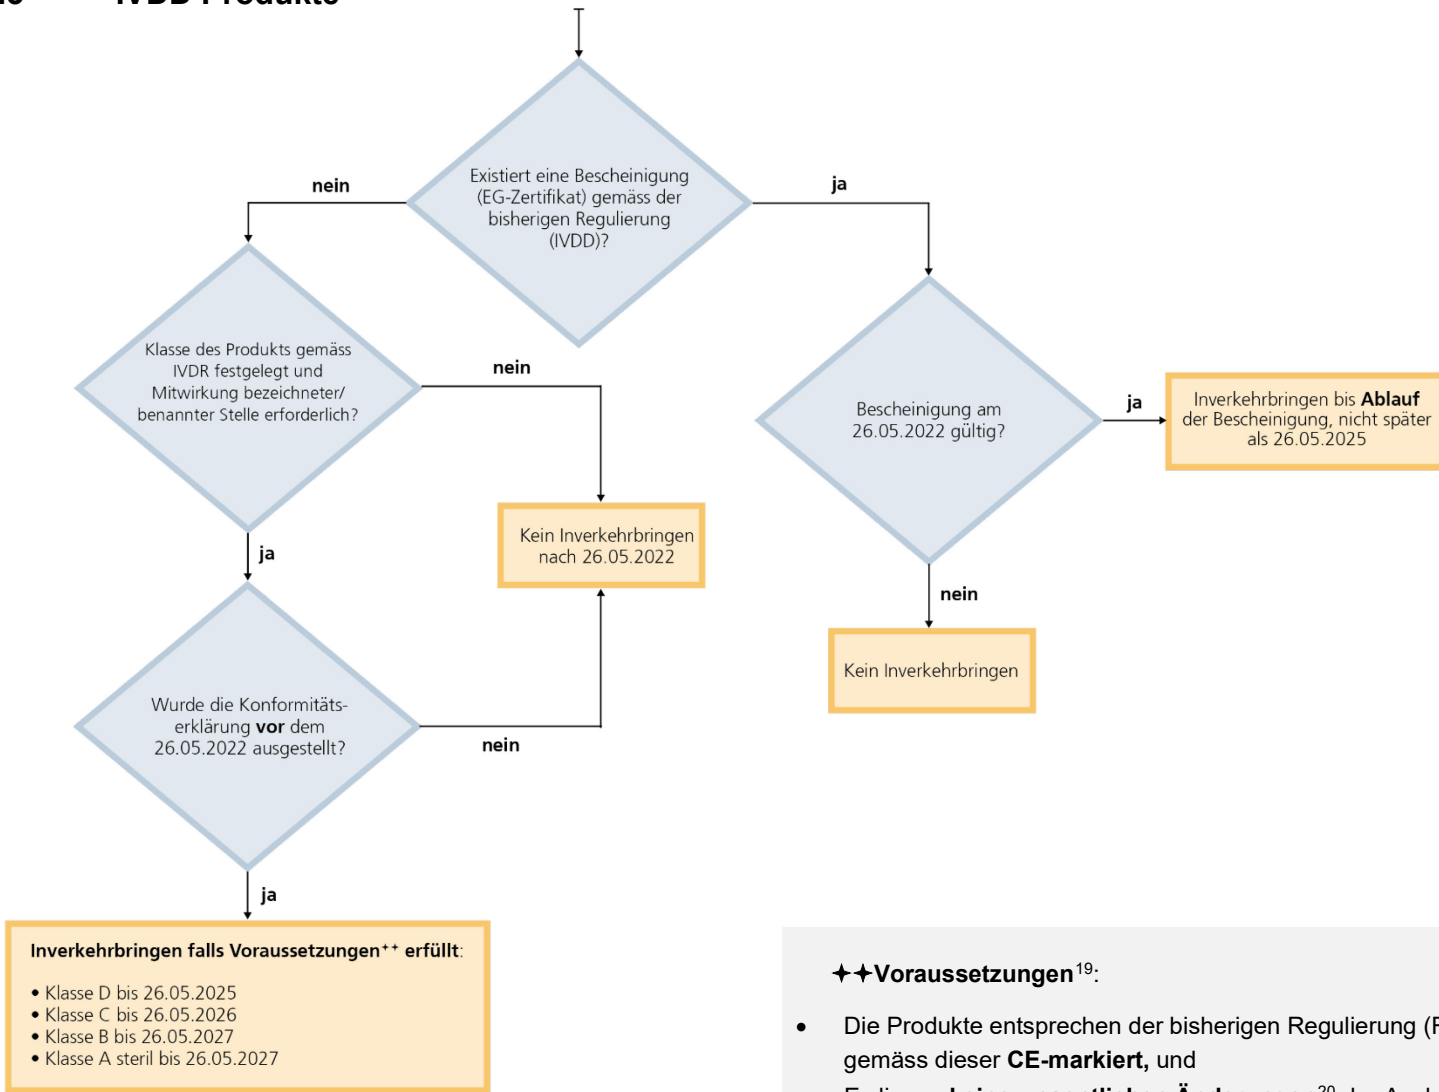 IVDD-Produkte
Existiert eine Bescheinigung
(EG-Zertifikat) gemäss der
bisherigen Regulierung
(IVDD)?
nein
ja
Klasse des Produkts gemäss
IVDR festgelegt und
Mitwirkung bezeichneter/
benannter Stelle erforderlich?
nein
Bescheinigung am
26.05.2022 gültig?
ja
Inverkehrbringen bis Ablauf
der Bescheinigung, nicht später
als 26.05.2025
Kein Inverkehrbringen
nach 26.05.2022
ja
nein
Kein Inverkehrbringen
Wurde die Konformitäts-
erklärung vor dem
26.05.2022 ausgestellt?
nein
ja
Inverkehrbringen falls Voraussetzungen⁺⁺ erfüllt:
• Klasse D bis 26.05.2025
• Klasse C bis 26.05.2026
• Klasse B bis 26.05.2027
• Klasse A steril bis 26.05.2027
✦✦Voraussetzungen¹⁹:
• Die Produkte entsprechen der bisherigen Regulierung
gemäss dieser CE-markiert, und